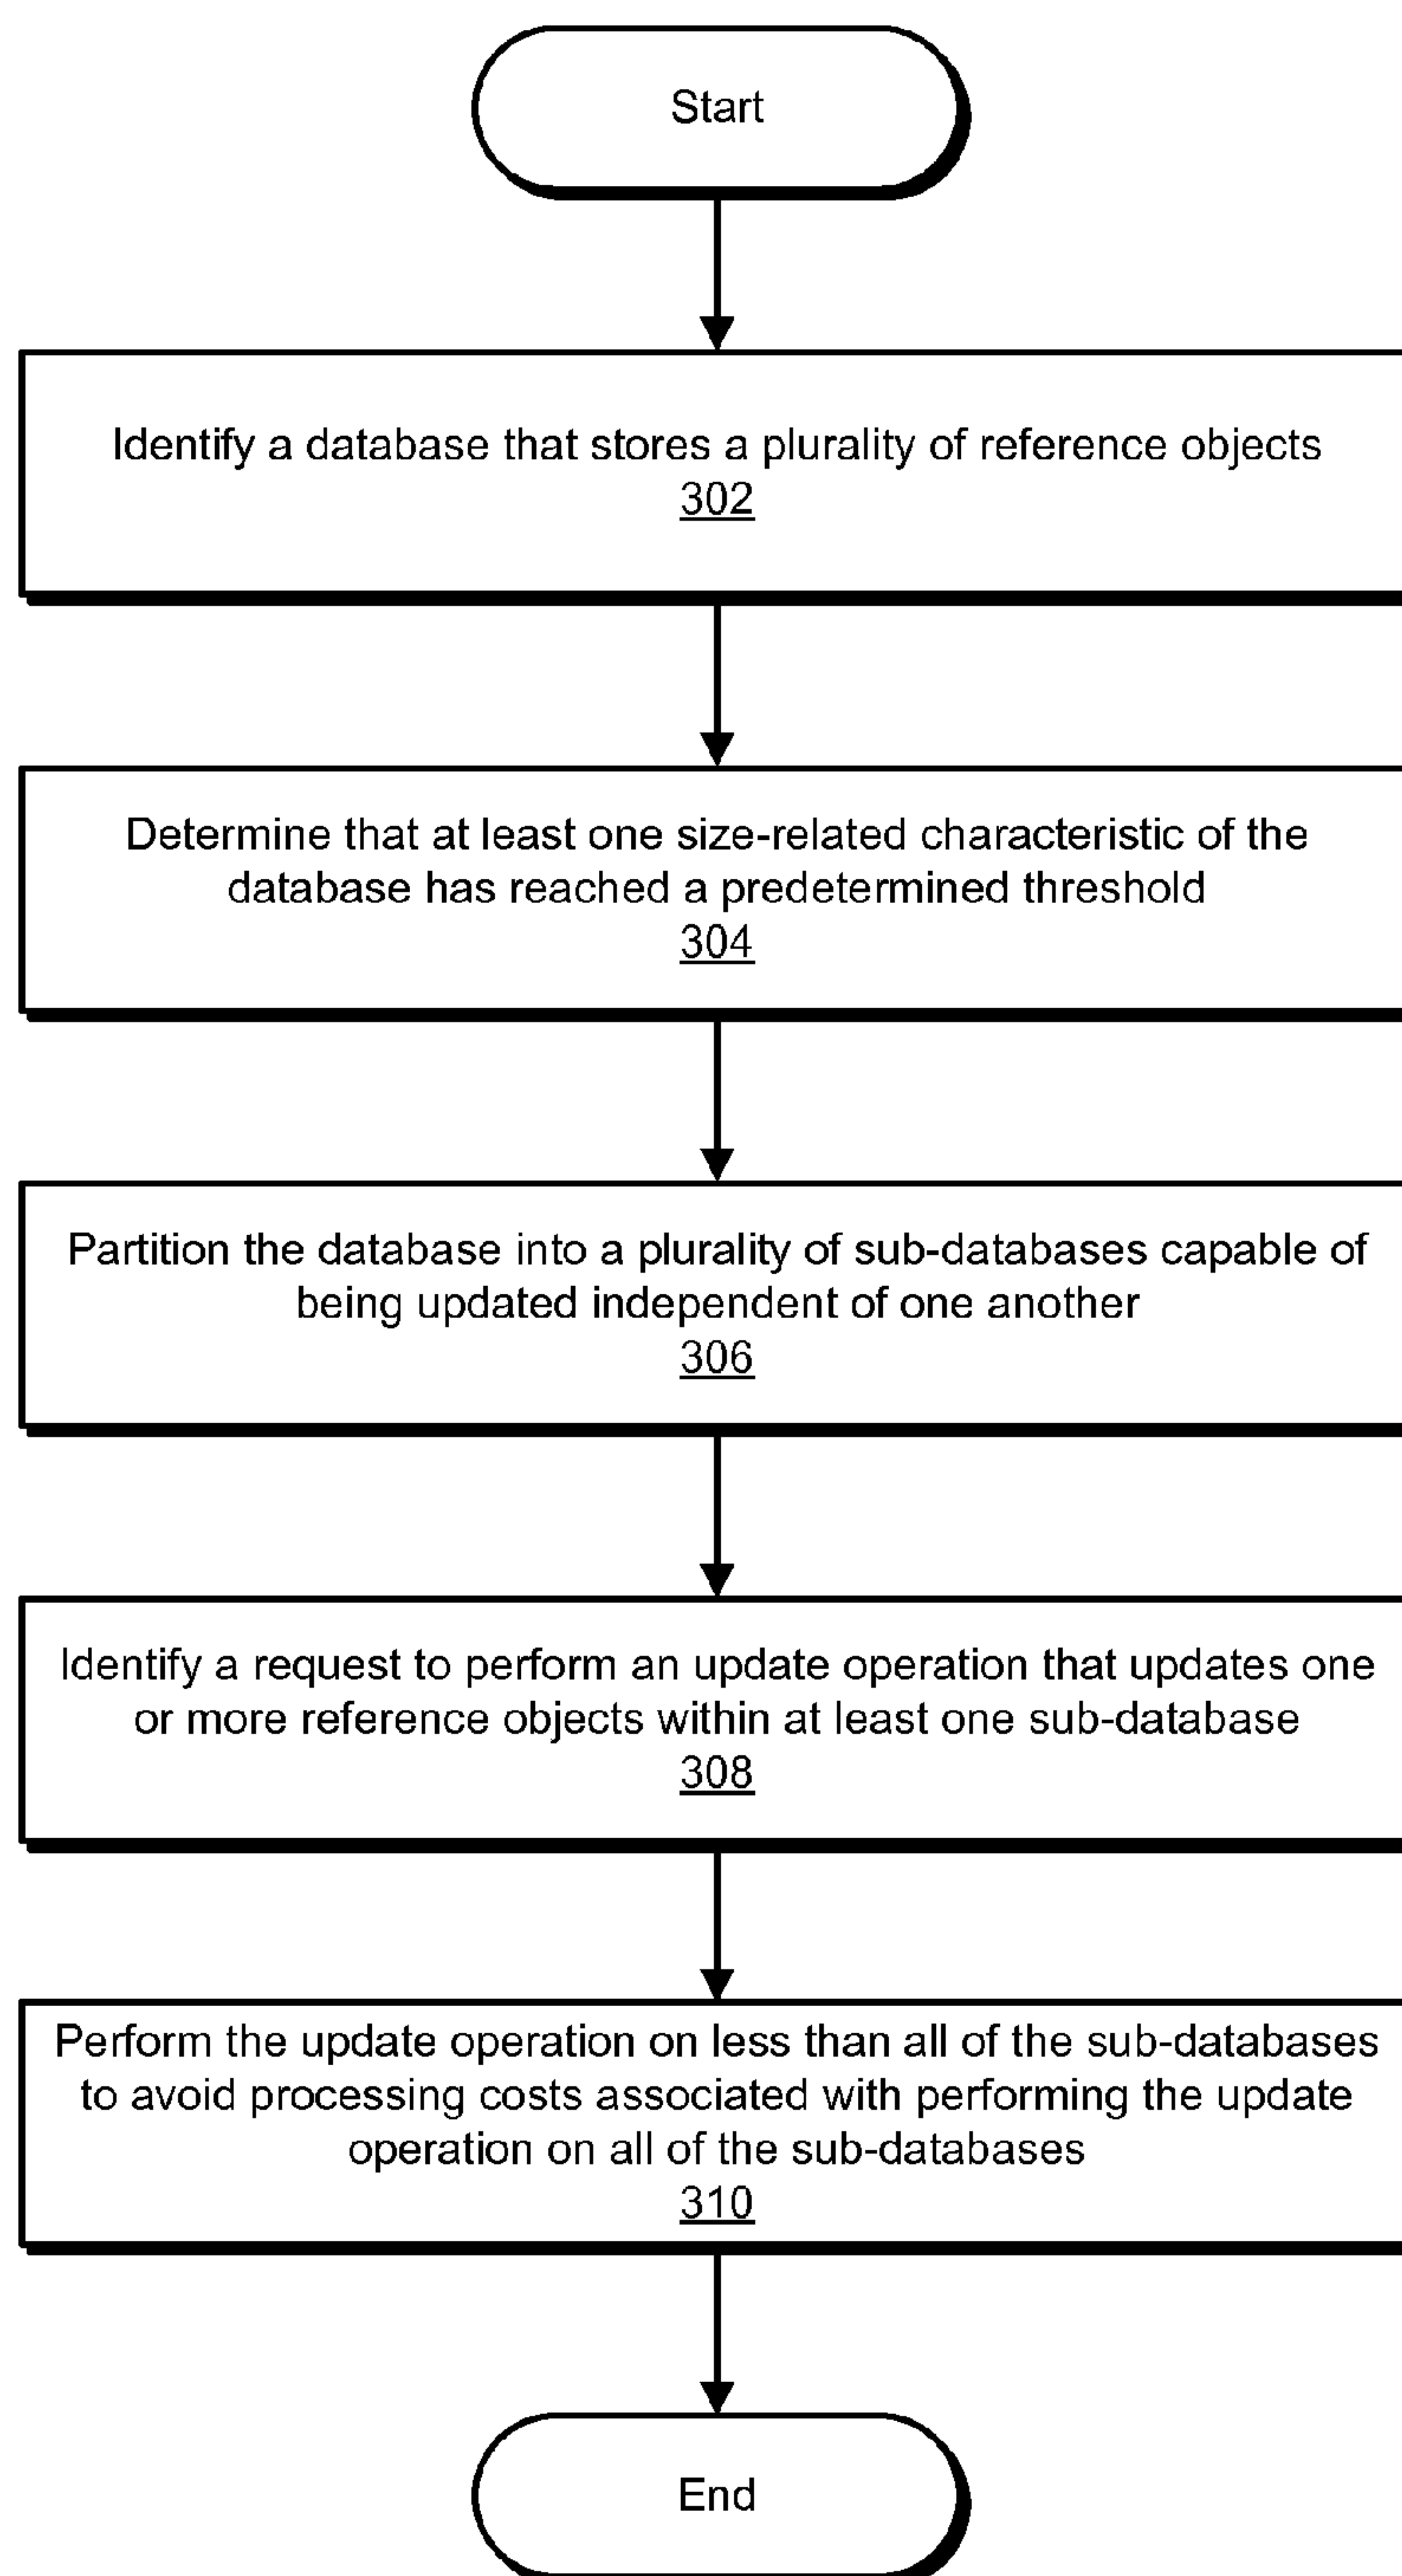 Start
Identify a database that stores a plurality of reference objects
302
Determine that at least one size-related characteristic of the
database has reached a predetermined threshold
304
Partition the database into a plurality of sub-databases capable of
being updated independent of one another
306
Identify a request to perform an update operation that updates one
or more reference objects within at least one sub-database
308
Perform the update operation on less than all of the sub-databases
to avoid processing costs associated with performing the update
operation on all of the sub-databases
310
End